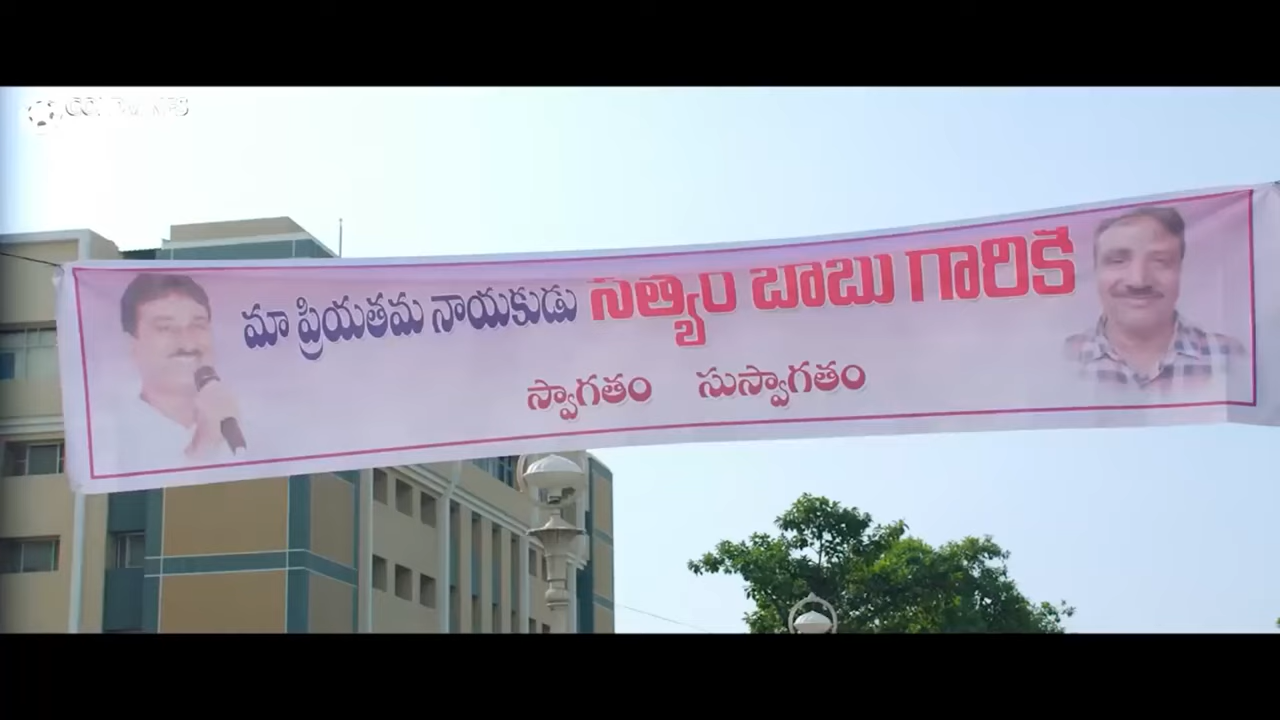 మా ప్రియతమ నాయకుడు సత్యం బాబు గారికి
స్వాగతం సుస్వాగతం